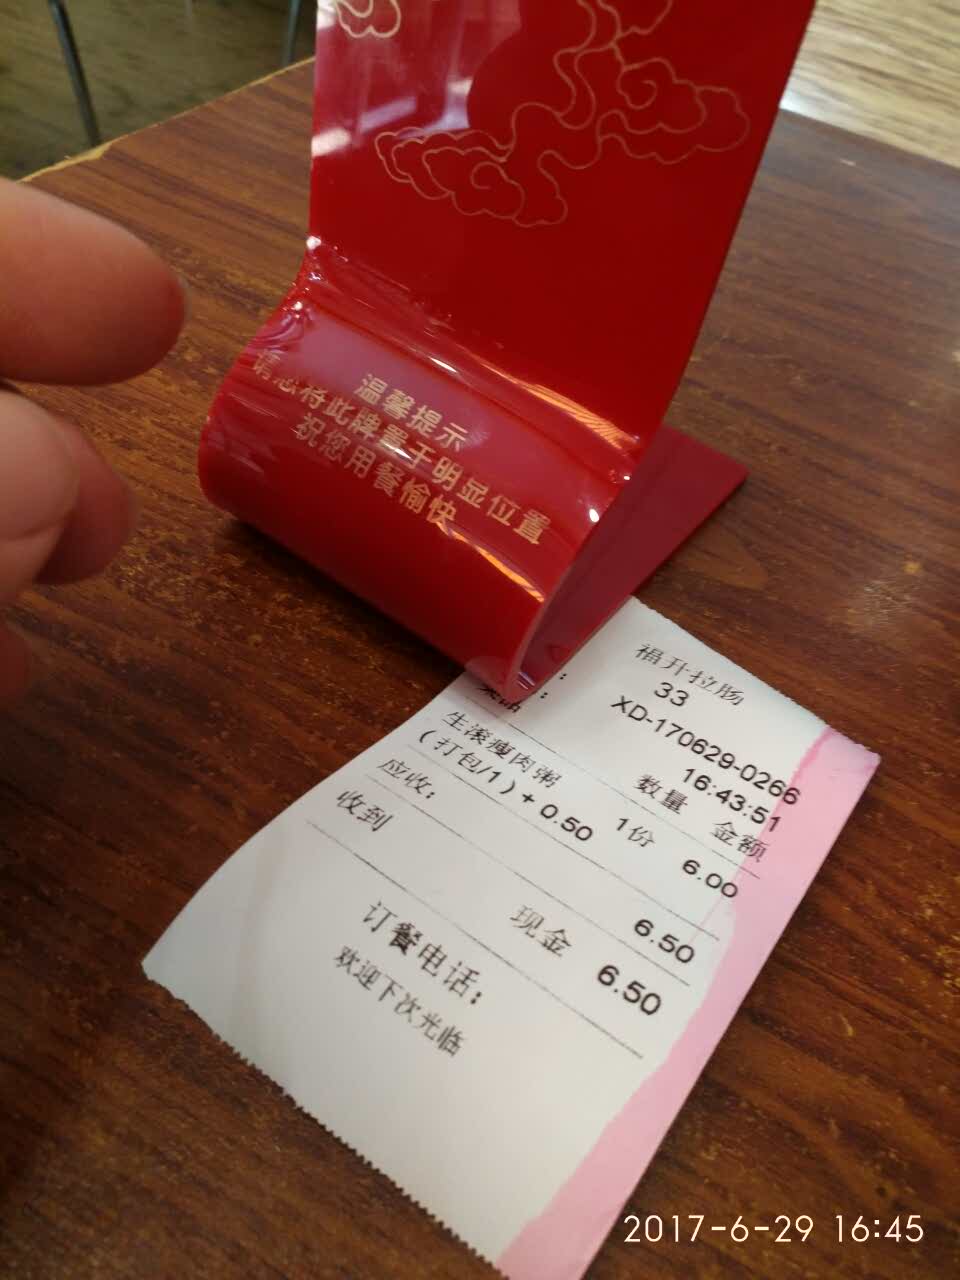 温馨提示
请您将此牌置于明显位置
祝您用餐愉快
福升拉肠
33
XD-170629-0266
: 16:43:51
: 数量 金额
生滚瘦肉粥 1份 6.00
(打包/1)+0.50
应收: 6.50
收到 现金 6.50
订餐电话:
欢迎下次光临
2017-6-29 16:45